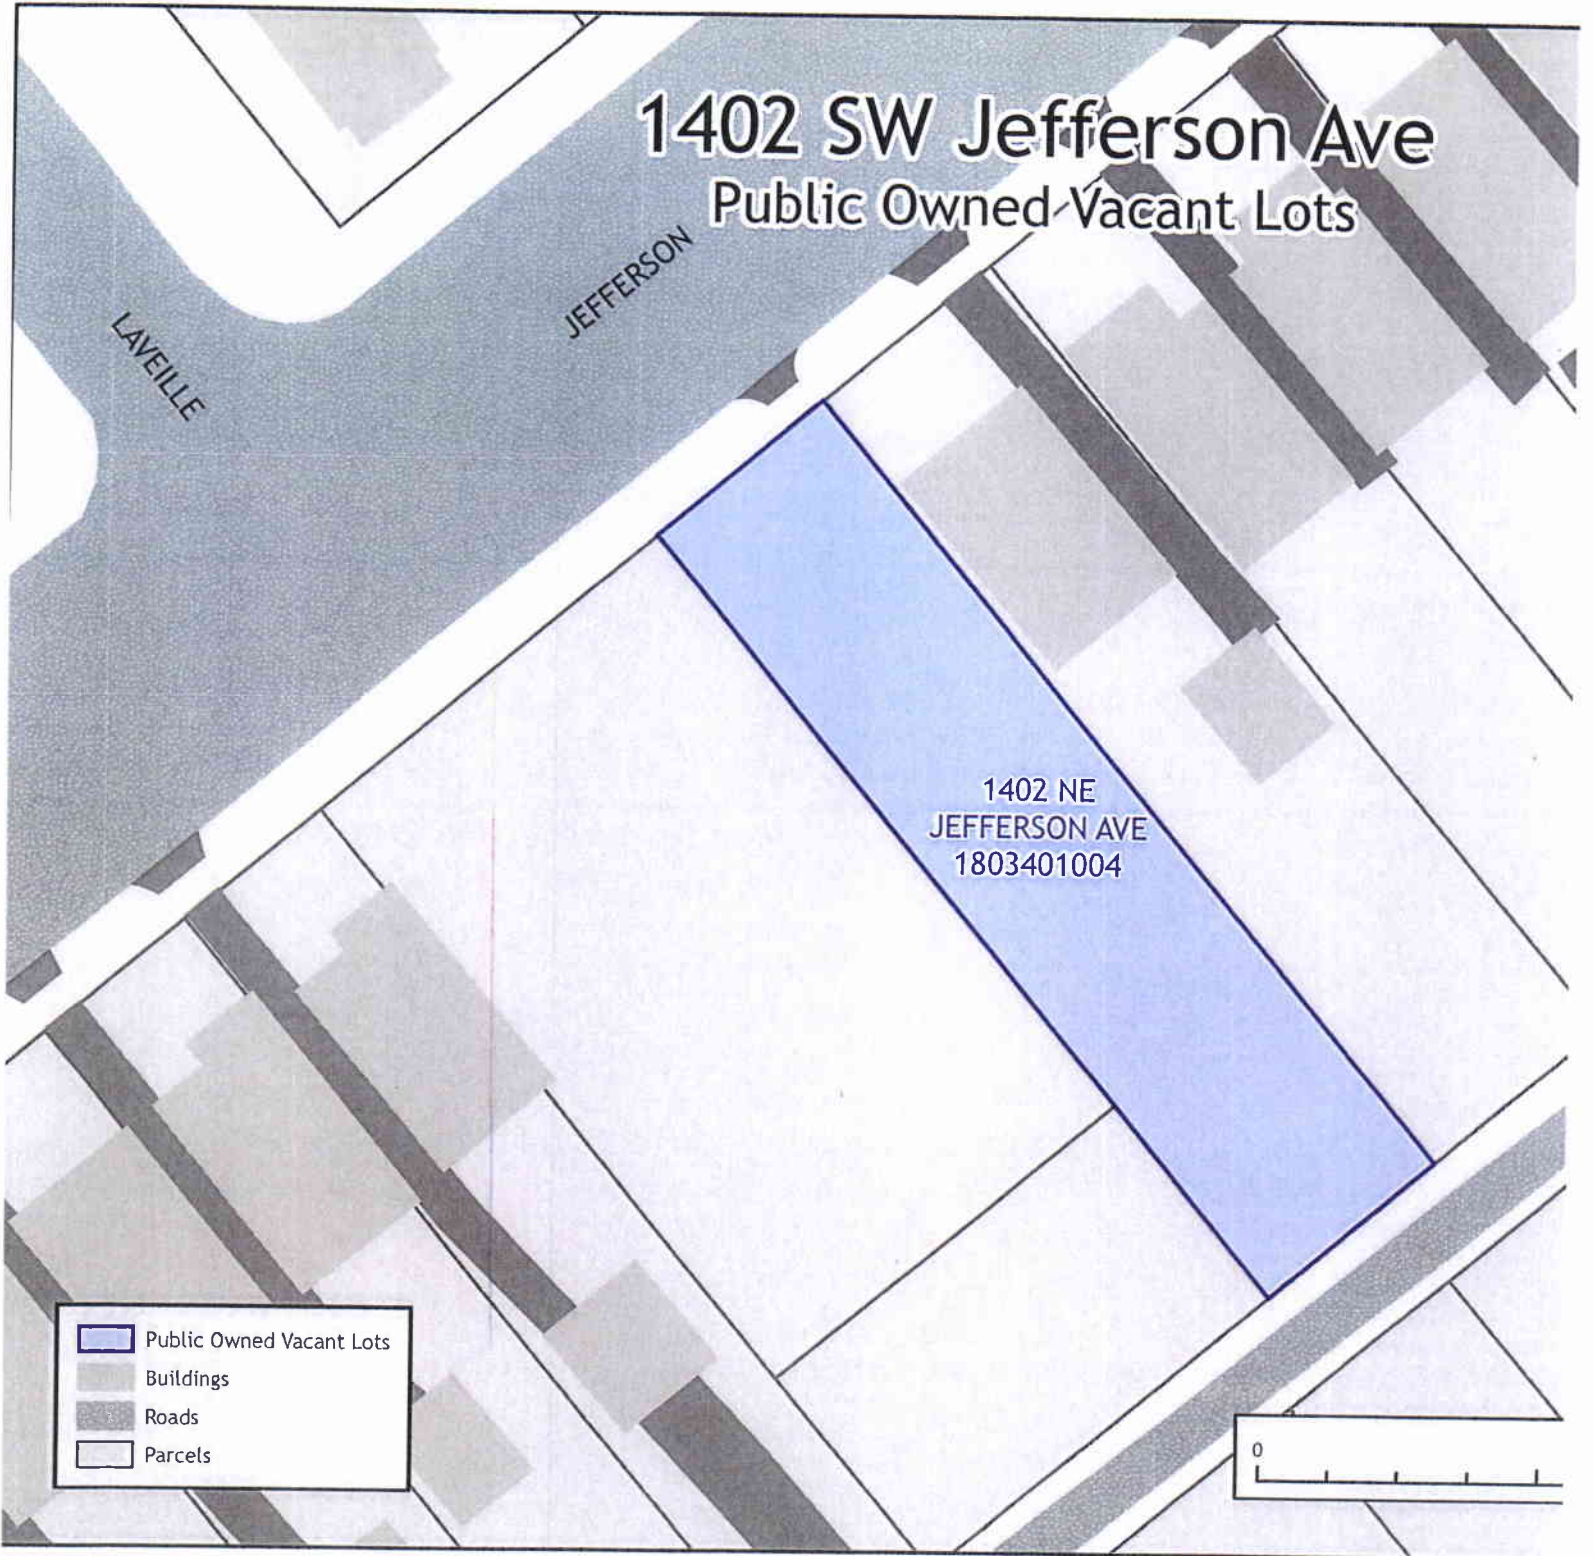 1402 SW Jefferson Ave
Public Owned Vacant Lots
JEFFERSON
LAVEILLE
1402 NE
JEFFERSON AVE
1803401004
Public Owned Vacant Lots
Buildings
Roads
Parcels
0